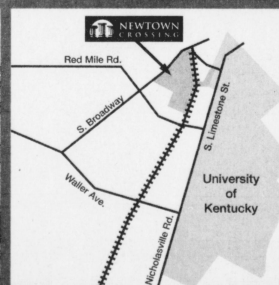 NEWTOWN
CROSSING
Red Mile Rd.
S. Broadway
S. Limestone St.
Waller Ave.
University
of
Kentucky
Nicholasville Rd.